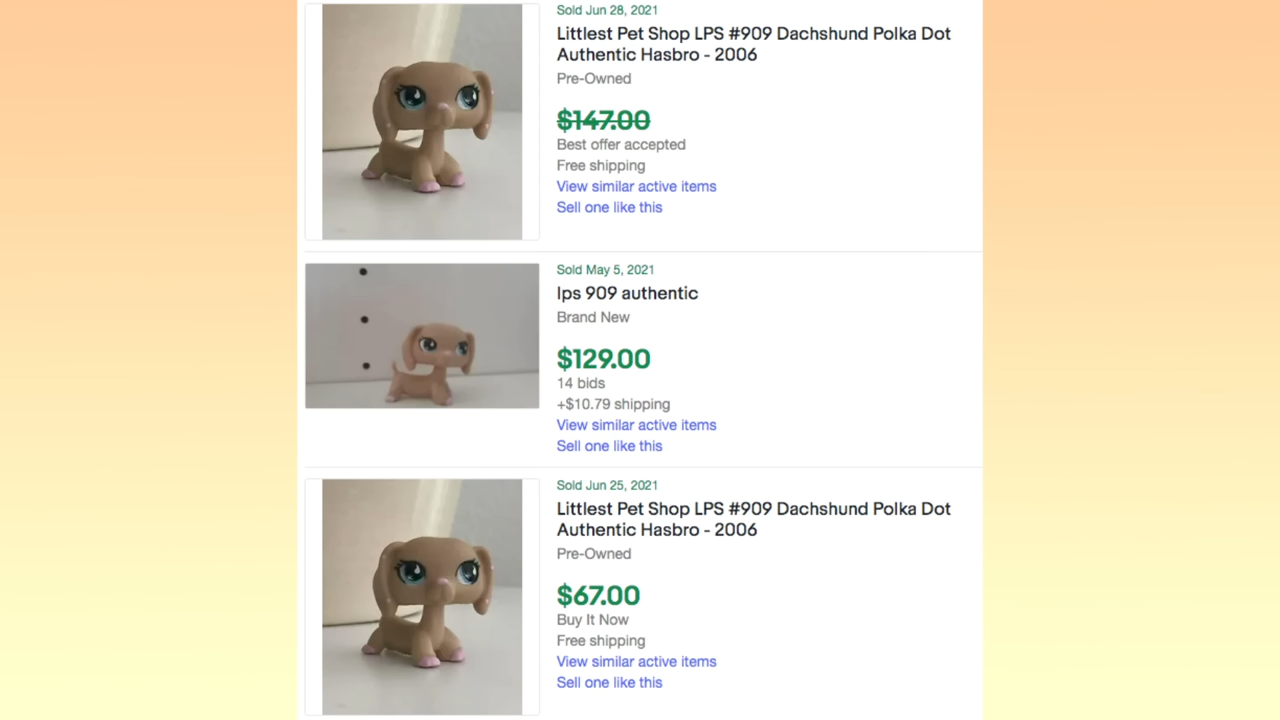 Sold Jun 28, 2021
Littlest Pet Shop LPS #909 Dachshund Polka Dot
Authentic Hasbro - 2006
Pre-Owned
$147.00
Best offer accepted
Free shipping
View similar active items
Sell one like this
Sold May 5, 2021
lps 909 authentic
Brand New
$129.00
14 bids
+$10.79 shipping
View similar active items
Sell one like this
Sold Jun 25, 2021
Littlest Pet Shop LPS #909 Dachshund Polka Dot
Authentic Hasbro - 2006
Pre-Owned
$67.00
Buy It Now
Free shipping
View similar active items
Sell one like this